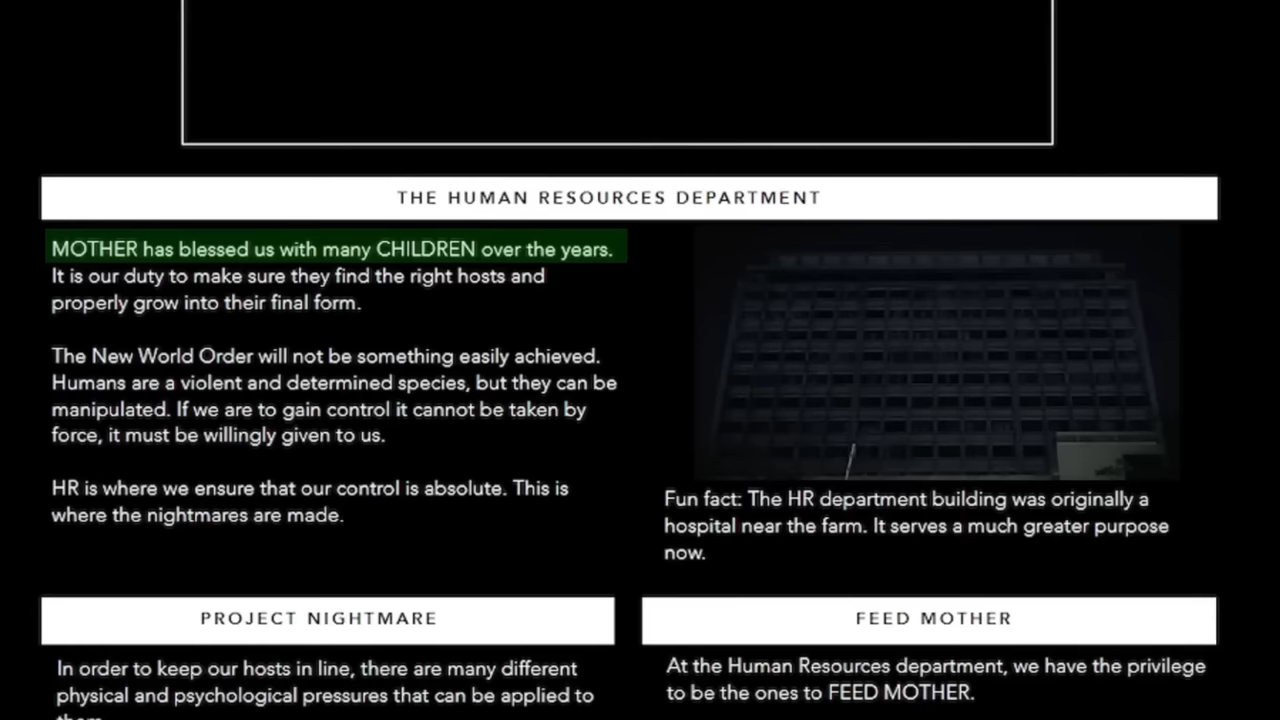 THE HUMAN RESOURCES DEPARTMENT
MOTHER has blessed us with many CHILDREN over the years.
It is our duty to make sure they find the right hosts and
properly grow into their final form.
The New World Order will not be something easily achieved.
Humans are a violent and determined species, but they can be
manipulated. If we are to gain control it cannot be taken by
force, it must be willingly given to us.
HR is where we ensure that our control is absolute. This is
where the nightmares are made.
Fun fact: The HR department building was originally a
hospital near the farm. It serves a much greater purpose
now.
PROJECT NIGHTMARE
In order to keep our hosts in line, there are many different
physical and psychological pressures that can be applied to
FEED MOTHER
At the Human Resources department, we have the privilege
to be the ones to FEED MOTHER.